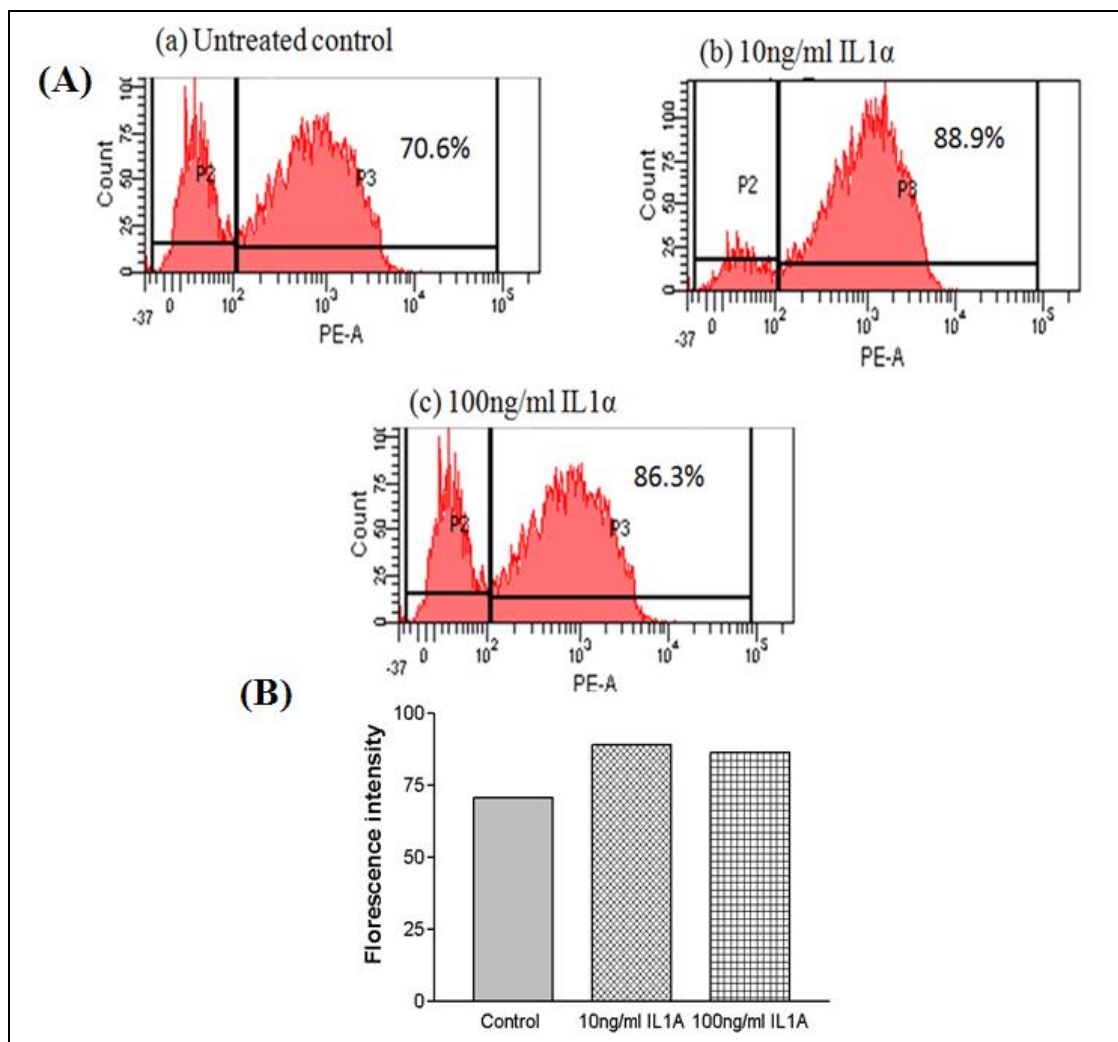 (A)
(a) Untreated control
100
75
50
25
0
Count
P2
P3
70.6%
-37
0
10²
10³
10⁴
10⁵
PE-A
(b) 10ng/ml IL1α
100
75
50
25
0
Count
P2
P3
88.9%
-37
0
10²
10³
10⁴
10⁵
PE-A
(c) 100ng/ml IL1α
100
75
50
25
0
Count
P2
P3
86.3%
-37
0
10²
10³
10⁴
10⁵
PE-A
(B)
Florescence intensity
100
75
50
25
0
Control
10ng/ml IL1A
100ng/ml IL1A